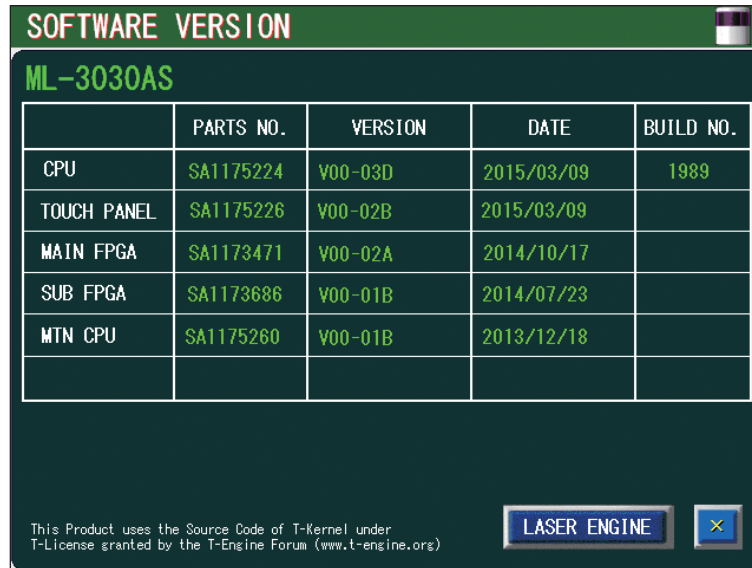 SOFTWARE VERSION
ML-3030AS
PARTS NO. VERSION DATE BUILD NO.
CPU SA1175224 V00-03D 2015/03/09 1989
TOUCH PANEL SA1175226 V00-02B 2015/03/09
MAIN FPGA SA1173471 V00-02A 2014/10/17
SUB FPGA SA1173686 V00-01B 2014/07/23
MTN CPU SA1175260 V00-01B 2013/12/18
This Product uses the Source Code of T-Kernel under
T-License granted by the T-Engine Forum (www.t-engine.org)
LASER ENGINE ×